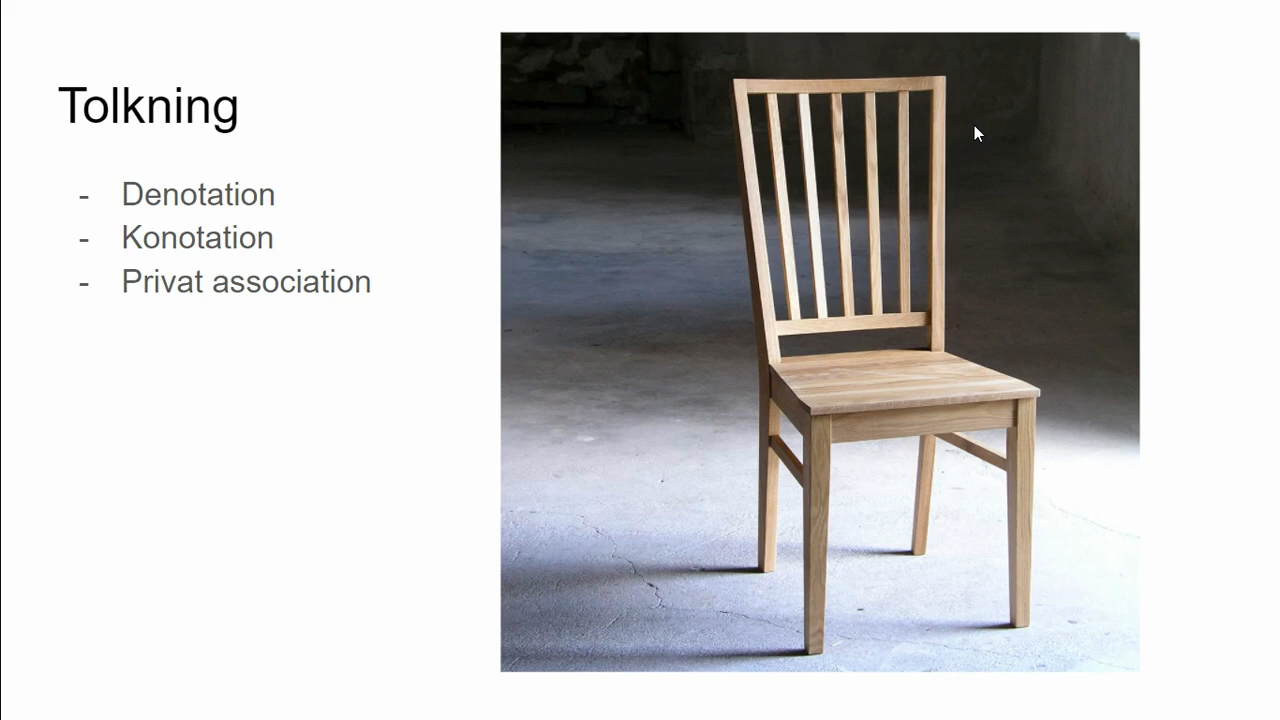 Tolkning
- Denotation
- Konotation
- Privat association